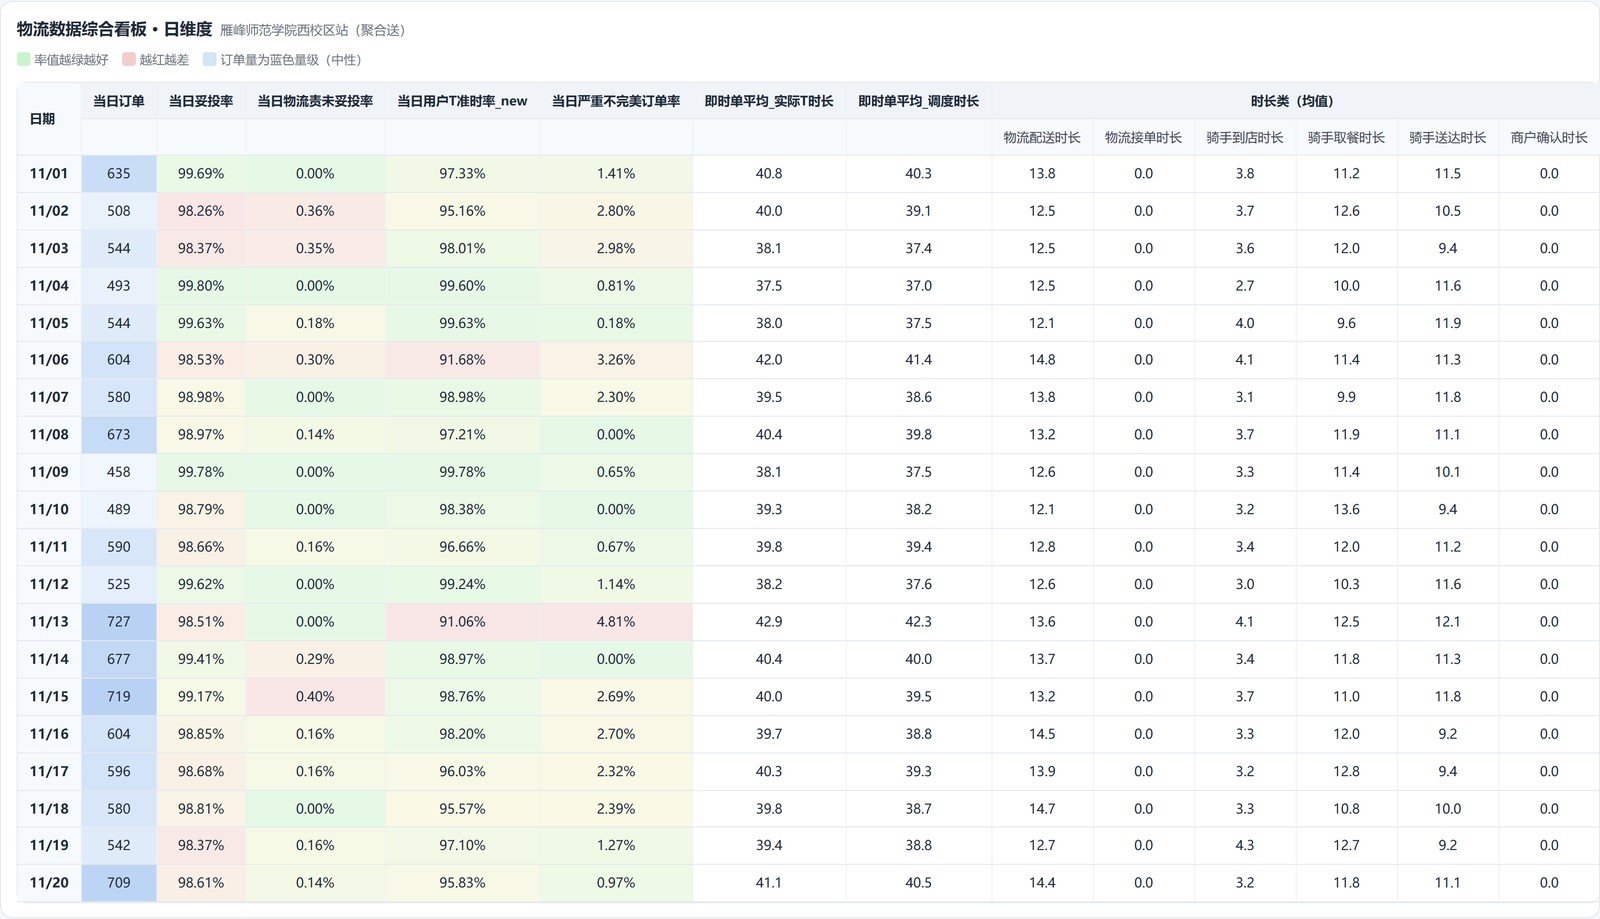 物流数据综合看板 • 日维度 雁峰师范学院西校区站（聚合送）
率值越绿越好 越红越差 订单量为蓝色量级（中性）
日期 当日订单 当日妥投率 当日物流责未妥投率 当日用户T准时率_new 当日严重不完美订单率 即时单平均_实际T时长 即时单平均_调度时长 时长类（均值）
物流配送时长 物流接单时长 骑手到店时长 骑手取餐时长 骑手送达时长 商户确认时长
11/01 635 99.69% 0.00% 97.33% 1.41% 40.8 40.3 13.8 0.0 3.8 11.2 11.5 0.0
11/02 508 98.26% 0.36% 95.16% 2.80% 40.0 39.1 12.5 0.0 3.7 12.6 10.5 0.0
11/03 544 98.37% 0.35% 98.01% 2.98% 38.1 37.4 12.5 0.0 3.6 12.0 9.4 0.0
11/04 493 99.80% 0.00% 99.60% 0.81% 37.5 37.0 12.5 0.0 2.7 10.0 11.6 0.0
11/05 544 99.63% 0.18% 99.63% 0.18% 38.0 37.5 12.1 0.0 4.0 9.6 11.9 0.0
11/06 604 98.53% 0.30% 91.68% 3.26% 42.0 41.4 14.8 0.0 4.1 11.4 11.3 0.0
11/07 580 98.98% 0.00% 98.98% 2.30% 39.5 38.6 13.8 0.0 3.1 9.9 11.8 0.0
11/08 673 98.97% 0.14% 97.21% 0.00% 40.4 39.8 13.2 0.0 3.7 11.9 11.1 0.0
11/09 458 99.78% 0.00% 99.78% 0.65% 38.1 37.5 12.6 0.0 3.3 11.4 10.1 0.0
11/10 489 98.79% 0.00% 98.38% 0.00% 39.3 38.2 12.1 0.0 3.2 13.6 9.4 0.0
11/11 590 98.66% 0.16% 96.66% 0.67% 39.8 39.4 12.8 0.0 3.4 12.0 11.2 0.0
11/12 525 99.62% 0.00% 99.24% 1.14% 38.2 37.6 12.6 0.0 3.0 10.3 11.6 0.0
11/13 727 98.51% 0.00% 91.06% 4.81% 42.9 42.3 13.6 0.0 4.1 12.5 12.1 0.0
11/14 677 99.41% 0.29% 98.97% 0.00% 40.4 40.0 13.7 0.0 3.4 11.8 11.3 0.0
11/15 719 99.17% 0.40% 98.76% 2.69% 40.0 39.5 13.2 0.0 3.7 11.0 11.8 0.0
11/16 604 98.85% 0.16% 98.20% 2.70% 39.7 38.8 14.5 0.0 3.3 12.0 9.2 0.0
11/17 596 98.68% 0.16% 96.03% 2.32% 40.3 39.3 13.9 0.0 3.2 12.8 9.4 0.0
11/18 580 98.81% 0.00% 95.57% 2.39% 39.8 38.7 14.7 0.0 3.3 10.8 10.0 0.0
11/19 542 98.37% 0.16% 97.10% 1.27% 39.4 38.8 12.7 0.0 4.3 12.7 9.2 0.0
11/20 709 98.61% 0.14% 95.83% 0.97% 41.1 40.5 14.4 0.0 3.2 11.8 11.1 0.0